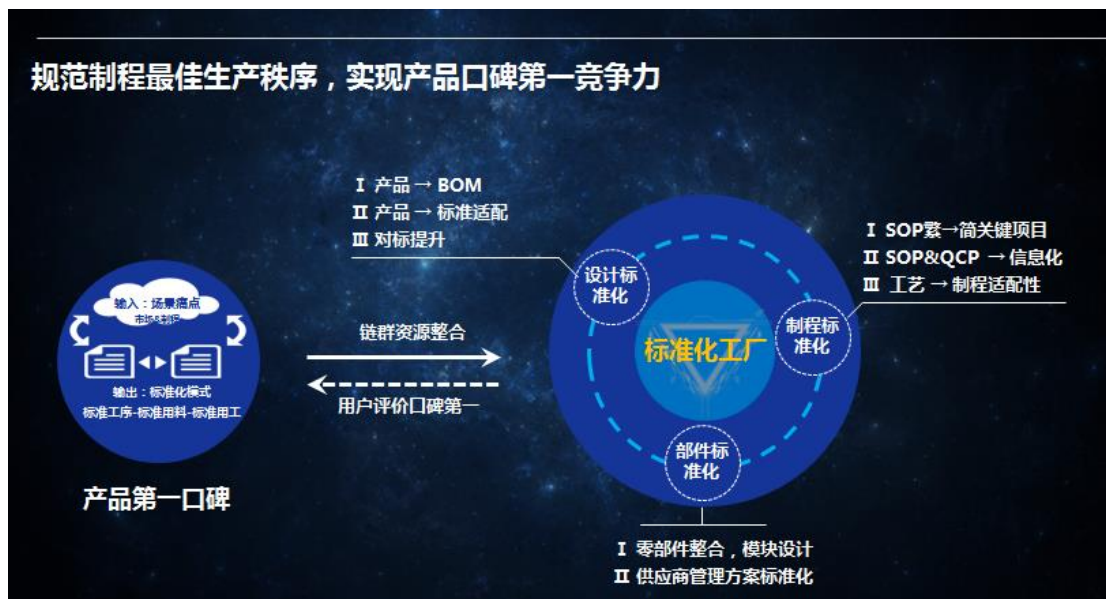 规范制程最佳生产秩序，实现产品口碑第一竞争力
Ⅰ 产品 → BOM
Ⅱ 产品 → 标准适配
Ⅲ 对标提升
Ⅰ SOP繁→简关键项目
Ⅱ SOP&QCP → 信息化
Ⅲ 工艺 → 制程适配性
输入：场景痛点
市场&制造
输出：标准化模式
标准工序-标准用料-标准用工
产品第一口碑
链群资源整合
用户评价口碑第一
设计标
准化
制程标
准化
标准化工厂
部件标
准化
Ⅰ 零部件整合，模块设计
Ⅱ 供应商管理方案标准化